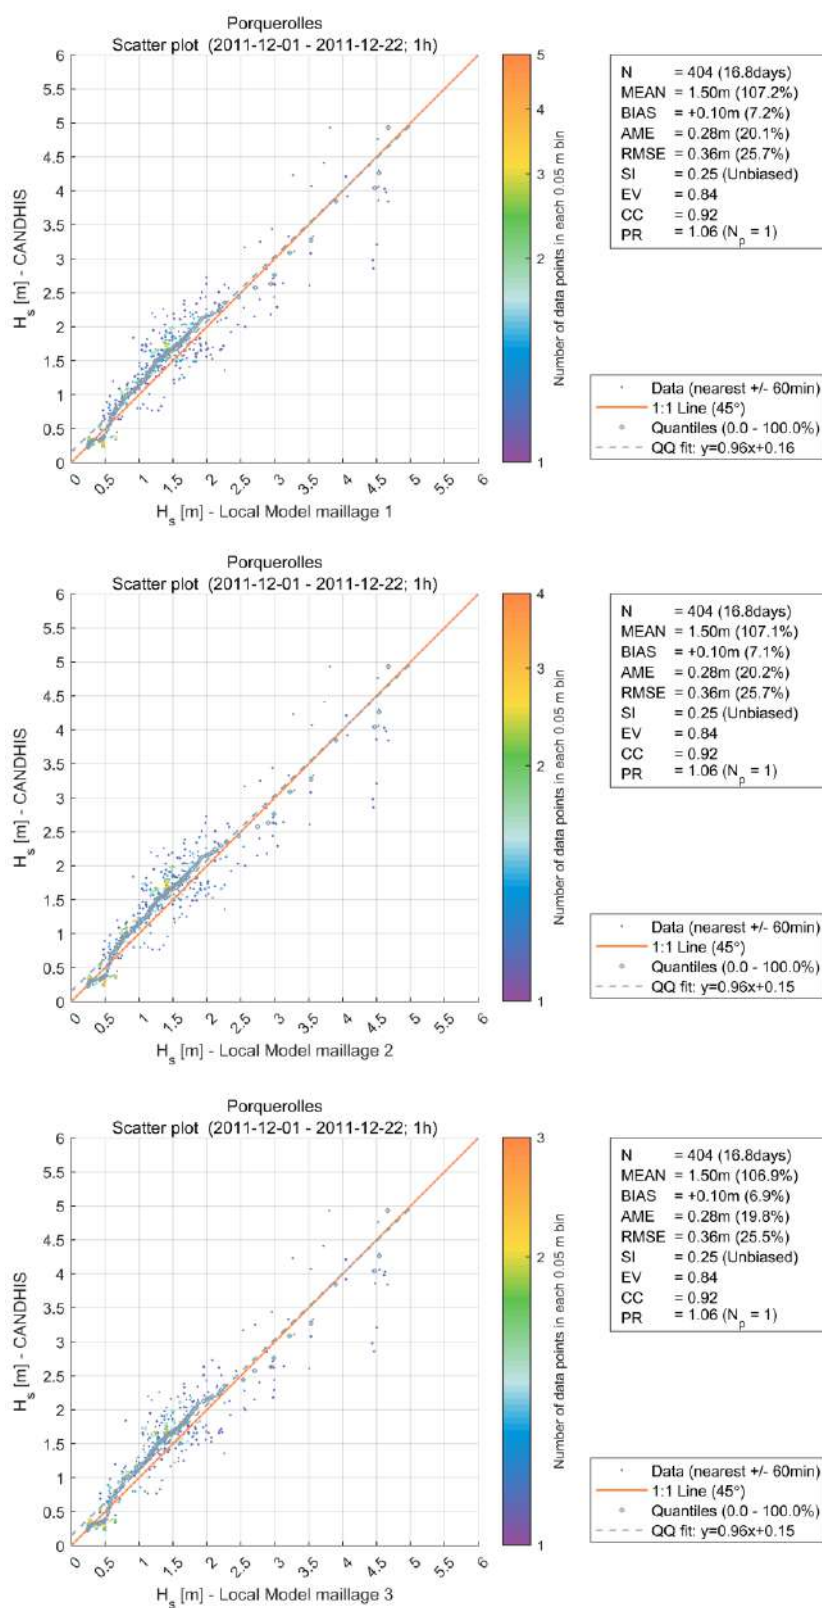 Porquerolles
Scatter plot (2011-12-01 - 2011-12-22; 1h)
6
5.5
5
4.5
4
3.5
3
2.5
2
1.5
1
0.5
0
H_s [m] - CANDHIS
0 0.5 1 1.5 2 2.5 3 3.5 4 4.5 5 5.5 6
H_s [m] - Local Model maillage 1
5
4
3
2
1
Number of data points in each 0.05 m bin
N = 404 (16.8days)
MEAN = 1.50m (107.2%)
BIAS = +0.10m (7.2%)
AME = 0.28m (20.1%)
RMSE = 0.36m (25.7%)
SI = 0.25 (Unbiased)
EV = 0.84
CC = 0.92
PR = 1.06 (N_p = 1)
Data (nearest +/- 60min)
1:1 Line (45°)
Quantiles (0.0 - 100.0%)
QQ fit: y=0.96x+0.16
Porquerolles
Scatter plot (2011-12-01 - 2011-12-22; 1h)
6
5.5
5
4.5
4
3.5
3
2.5
2
1.5
1
0.5
0
H_s [m] - CANDHIS
0 0.5 1 1.5 2 2.5 3 3.5 4 4.5 5 5.5 6
H_s [m] - Local Model maillage 2
4
3
2
1
Number of data points in each 0.05 m bin
N = 404 (16.8days)
MEAN = 1.50m (107.1%)
BIAS = +0.10m (7.1%)
AME = 0.28m (20.2%)
RMSE = 0.36m (25.7%)
SI = 0.25 (Unbiased)
EV = 0.84
CC = 0.92
PR = 1.06 (N_p = 1)
Data (nearest +/- 60min)
1:1 Line (45°)
Quantiles (0.0 - 100.0%)
QQ fit: y=0.96x+0.15
Porquerolles
Scatter plot (2011-12-01 - 2011-12-22; 1h)
6
5.5
5
4.5
4
3.5
3
2.5
2
1.5
1
0.5
0
H_s [m] - CANDHIS
0 0.5 1 1.5 2 2.5 3 3.5 4 4.5 5 5.5 6
H_s [m] - Local Model maillage 3
3
2
1
Number of data points in each 0.05 m bin
N = 404 (16.8days)
MEAN = 1.50m (106.9%)
BIAS = +0.10m (6.9%)
AME = 0.28m (19.8%)
RMSE = 0.36m (25.5%)
SI = 0.25 (Unbiased)
EV = 0.84
CC = 0.92
PR = 1.06 (N_p = 1)
Data (nearest +/- 60min)
1:1 Line (45°)
Quantiles (0.0 - 100.0%)
QQ fit: y=0.96x+0.15